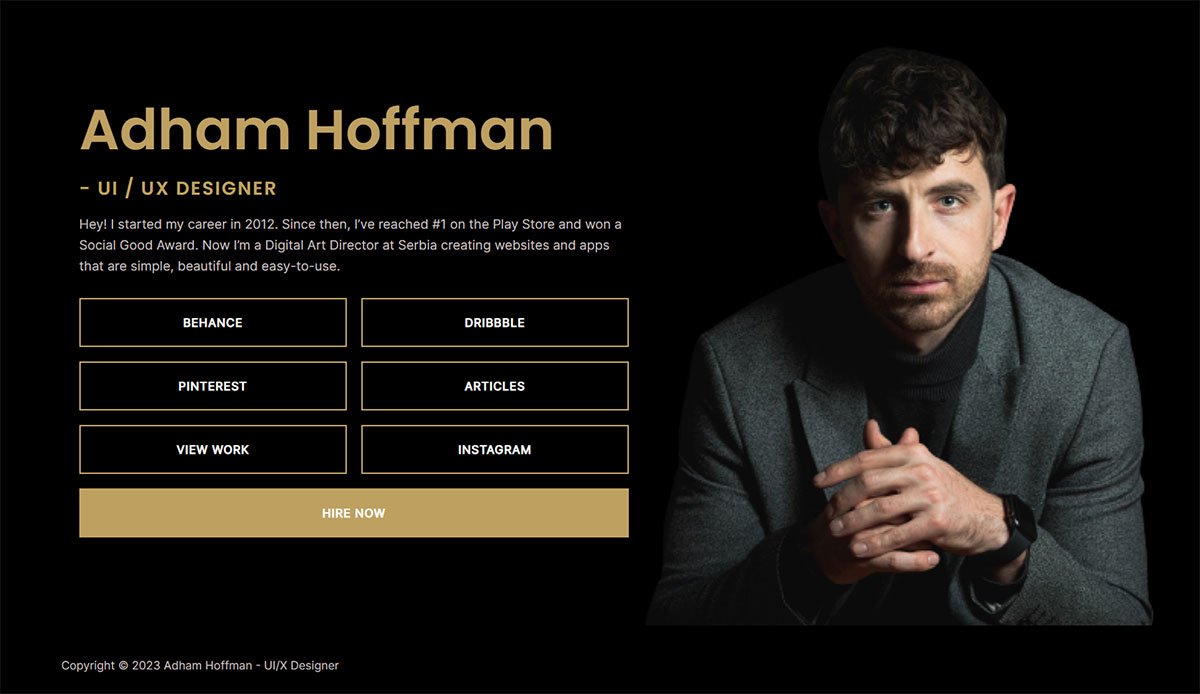 Adham Hoffman
- UI / UX DESIGNER
Hey! I started my career in 2012. Since then, I’ve reached #1 on the Play Store and won a
Social Good Award. Now I’m a Digital Art Director at Serbia creating websites and apps
that are simple, beautiful and easy-to-use.
BEHANCE
DRIBBBLE
PINTEREST
ARTICLES
VIEW WORK
INSTAGRAM
HIRE NOW
Copyright © 2023 Adham Hoffman - UI/X Designer